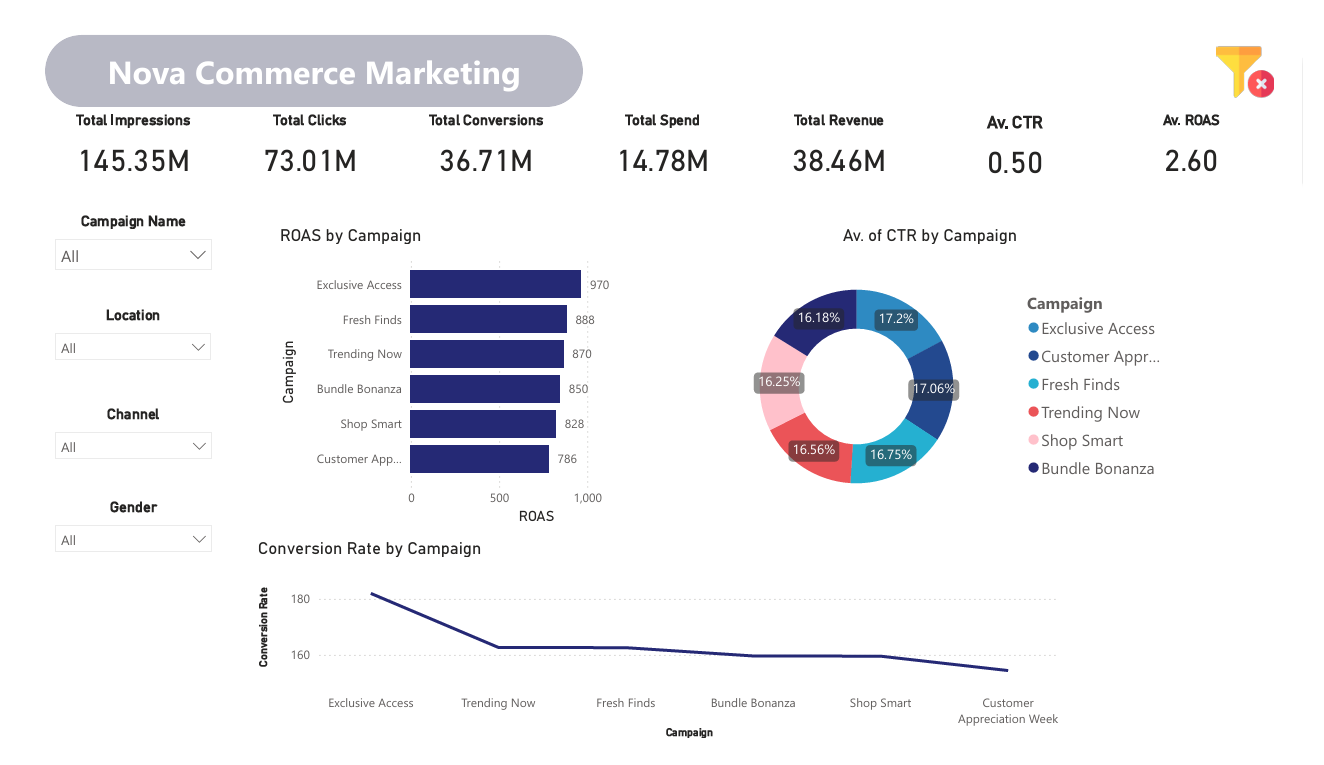 Nova Commerce Marketing
Total Impressions
145.35M
Total Clicks
73.01M
Total Conversions
36.71M
Total Spend
14.78M
Total Revenue
38.46M
Av. CTR
0.50
Av. ROAS
2.60
Campaign Name
All
Location
All
Channel
All
Gender
All
ROAS by Campaign
Campaign
Exclusive Access
970
Fresh Finds
888
Trending Now
870
Bundle Bonanza
850
Shop Smart
828
Customer App...
786
0
500
1,000
ROAS
Av. of CTR by Campaign
17.2%
17.06%
16.75%
16.56%
16.25%
16.18%
Campaign
Exclusive Access
Customer Appr...
Fresh Finds
Trending Now
Shop Smart
Bundle Bonanza
Conversion Rate by Campaign
Conversion Rate
180
160
Exclusive Access
Trending Now
Fresh Finds
Bundle Bonanza
Shop Smart
Customer
Appreciation Week
Campaign